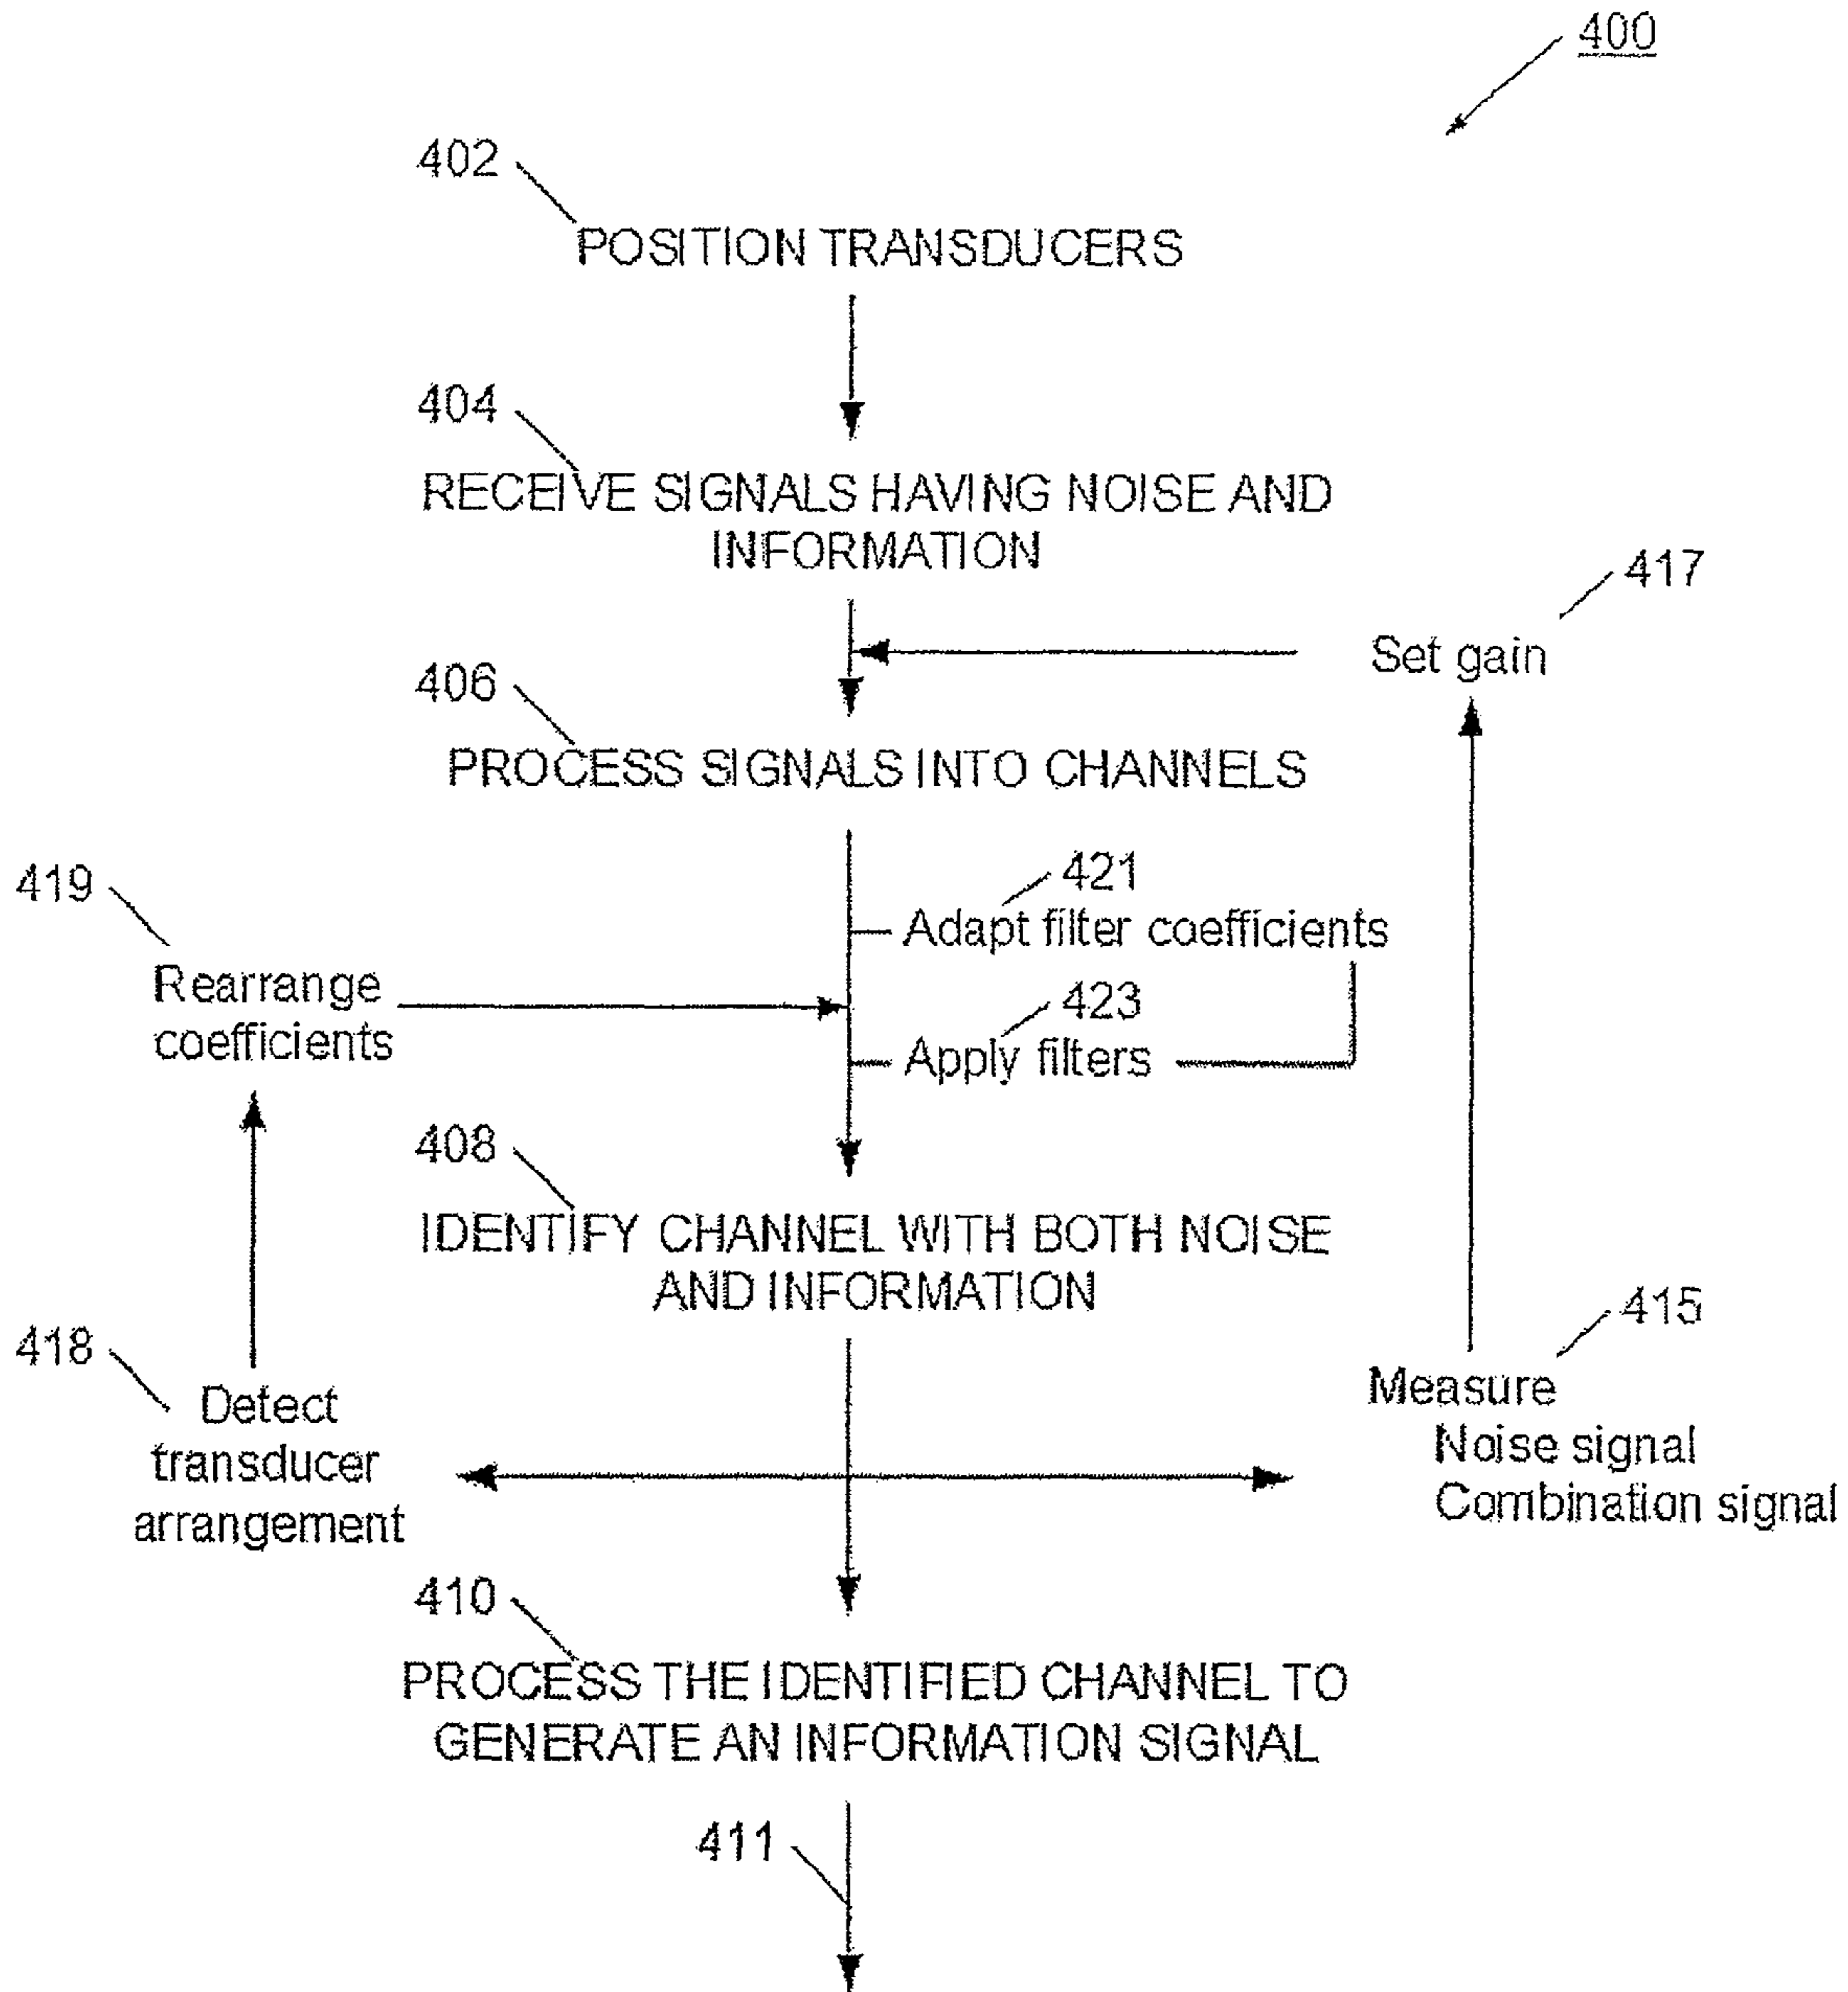 400
402
POSITION TRANSDUCERS
404
RECEIVE SIGNALS HAVING NOISE AND
INFORMATION
417
Set gain
406
PROCESS SIGNALS INTO CHANNELS
421
Adapt filter coefficients
419
Rearrange
coefficients
423
Apply filters
408
IDENTIFY CHANNEL WITH BOTH NOISE
AND INFORMATION
418
Detect
transducer
arrangement
415
Measure
Noise signal
Combination signal
410
PROCESS THE IDENTIFIED CHANNEL TO
GENERATE AN INFORMATION SIGNAL
411